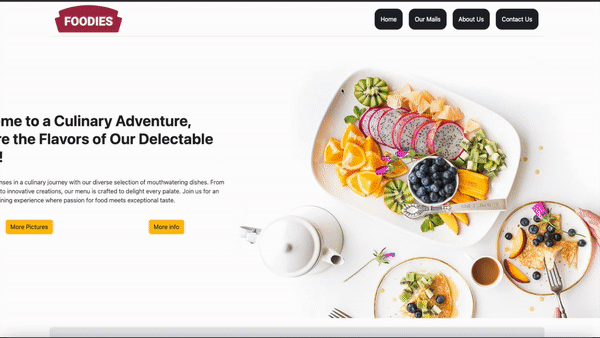 FOODIES
Home
Our Mails
About Us
Contact Us
me to a Culinary Adventure,
e the Flavors of Our Delectable
!
nses in a culinary journey with our diverse selection of mouthwatering dishes. From
to innovative creations, our menu is crafted to delight every palate. Join us for an
ning experience where passion for food meets exceptional taste.
More Pictures
More info